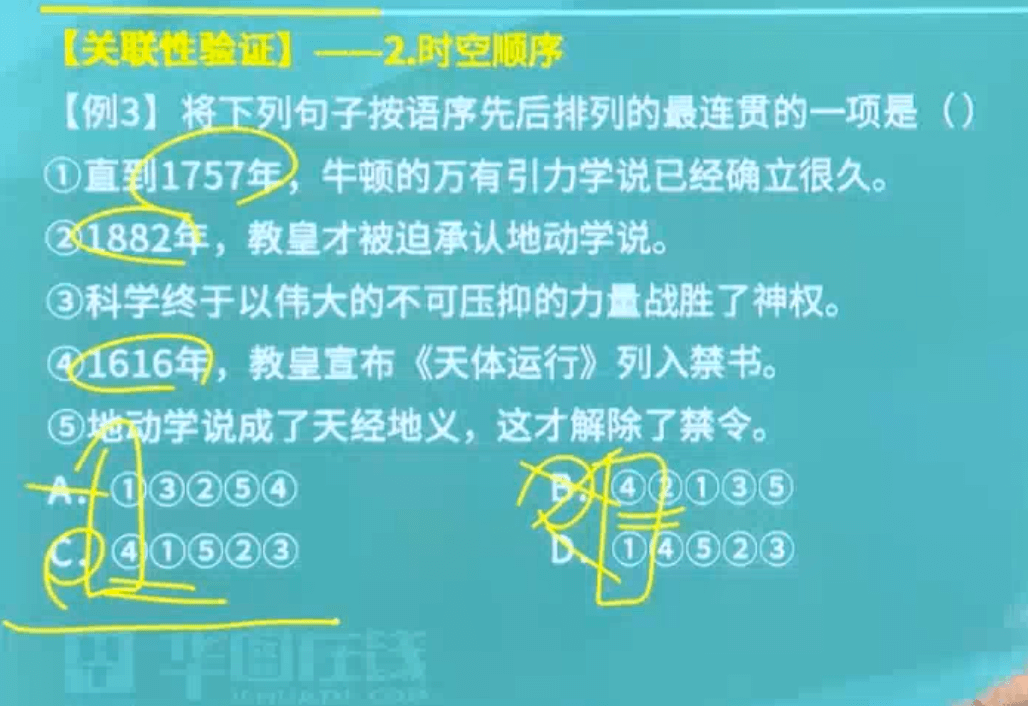 【关联性验证】——2.时空顺序
【例3】将下列句子按语序先后排列的最连贯的一项是（）
①直到1757年，牛顿的万有引力学说已经确立很久。
②1882年，教皇才被迫承认地动学说。
③科学终于以伟大的不可压抑的力量战胜了神权。
④1616年，教皇宣布《天体运行》列入禁书。
⑤地动学说成了天经地义，这才解除了禁令。
A. ①③②⑤④ B. ④②①③⑤
C. ④①⑤②③ D. ①④⑤②③
华图在线